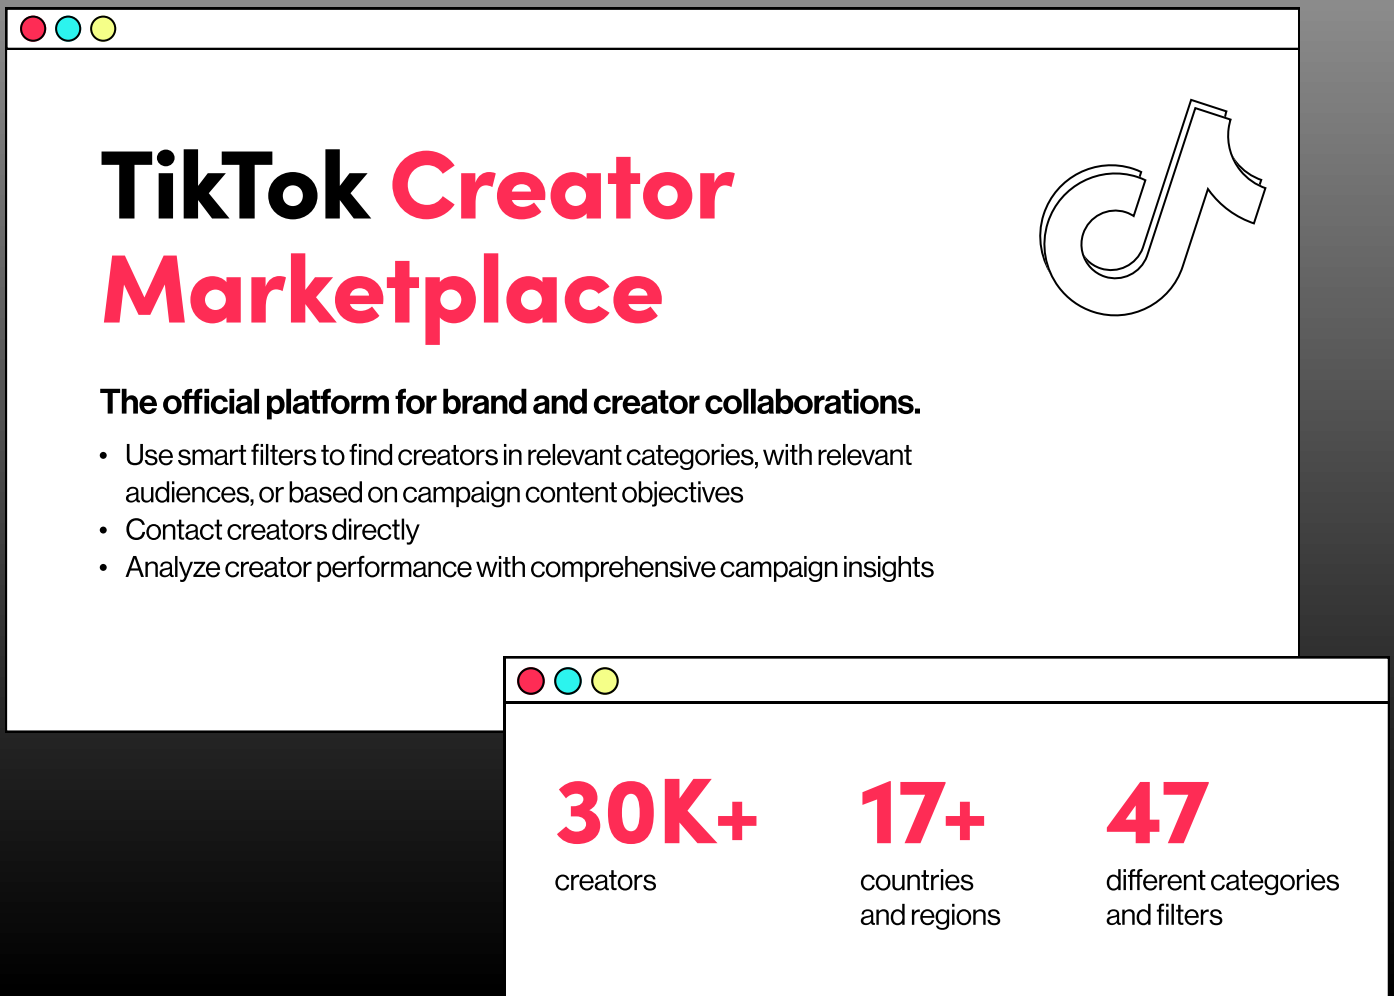 TikTok Creator
Marketplace
The official platform for brand and creator collaborations.
• Use smart filters to find creators in relevant categories, with relevant
audiences, or based on campaign content objectives
• Contact creators directly
• Analyze creator performance with comprehensive campaign insights
30K+
creators
17+
countries
and regions
47
different categories
and filters